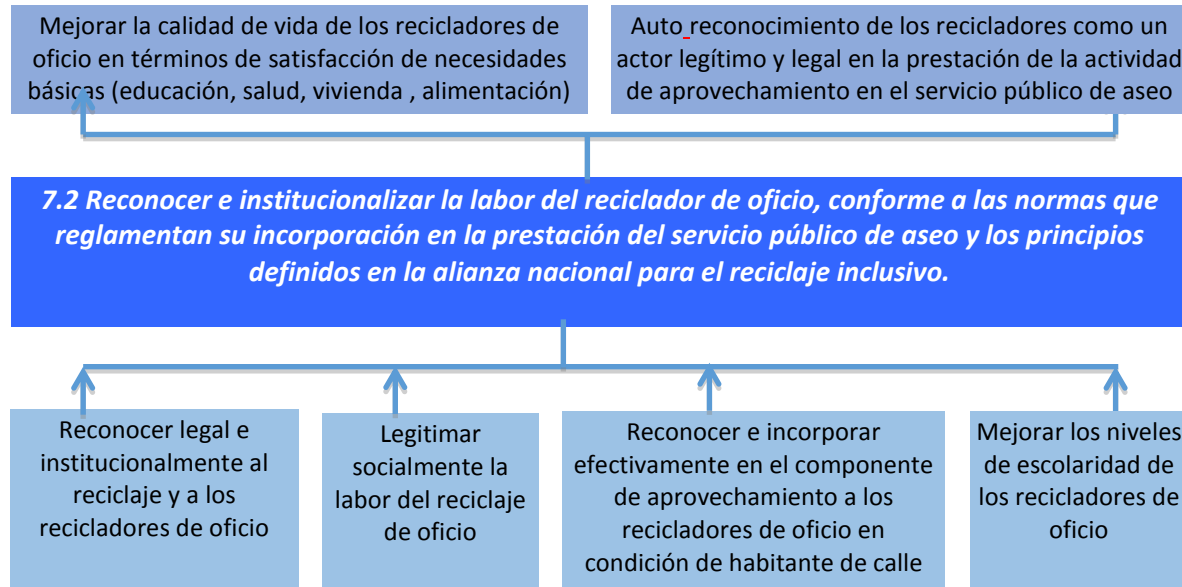 Mejorar la calidad de vida de los recicladores de
oficio en términos de satisfacción de necesidades
básicas (educación, salud, vivienda , alimentación)
Auto reconocimiento de los recicladores como un
actor legítimo y legal en la prestación de la actividad
de aprovechamiento en el servicio público de aseo
7.2 Reconocer e institucionalizar la labor del reciclador de oficio, conforme a las normas que
reglamentan su incorporación en la prestación del servicio público de aseo y los principios
definidos en la alianza nacional para el reciclaje inclusivo.
Reconocer legal e
institucionalmente al
reciclaje y a los
recicladores de oficio
Legitimar
socialmente la
labor del reciclaje
de oficio
Reconocer e incorporar
efectivamente en el componente
de aprovechamiento a los
recicladores de oficio en
condición de habitante de calle
Mejorar los niveles
de escolaridad de
los recicladores de
oficio